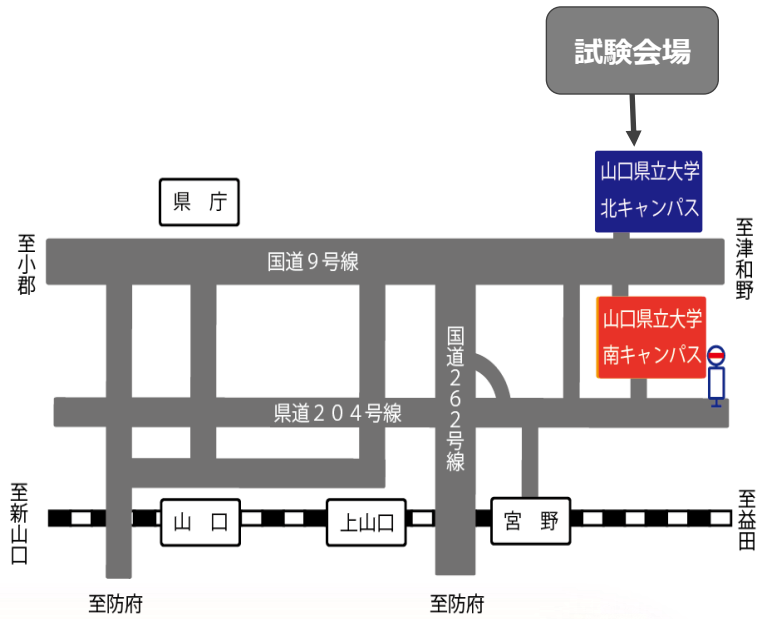 試験会場
山口県立大学
北キャンパス
県 庁
至小郡
国道９号線
至津和野
山口県立大学
南キャンパス
国道２６２号線
県道２０４号線
至新山口
山 口
上山口
宮 野
至益田
至防府
至防府